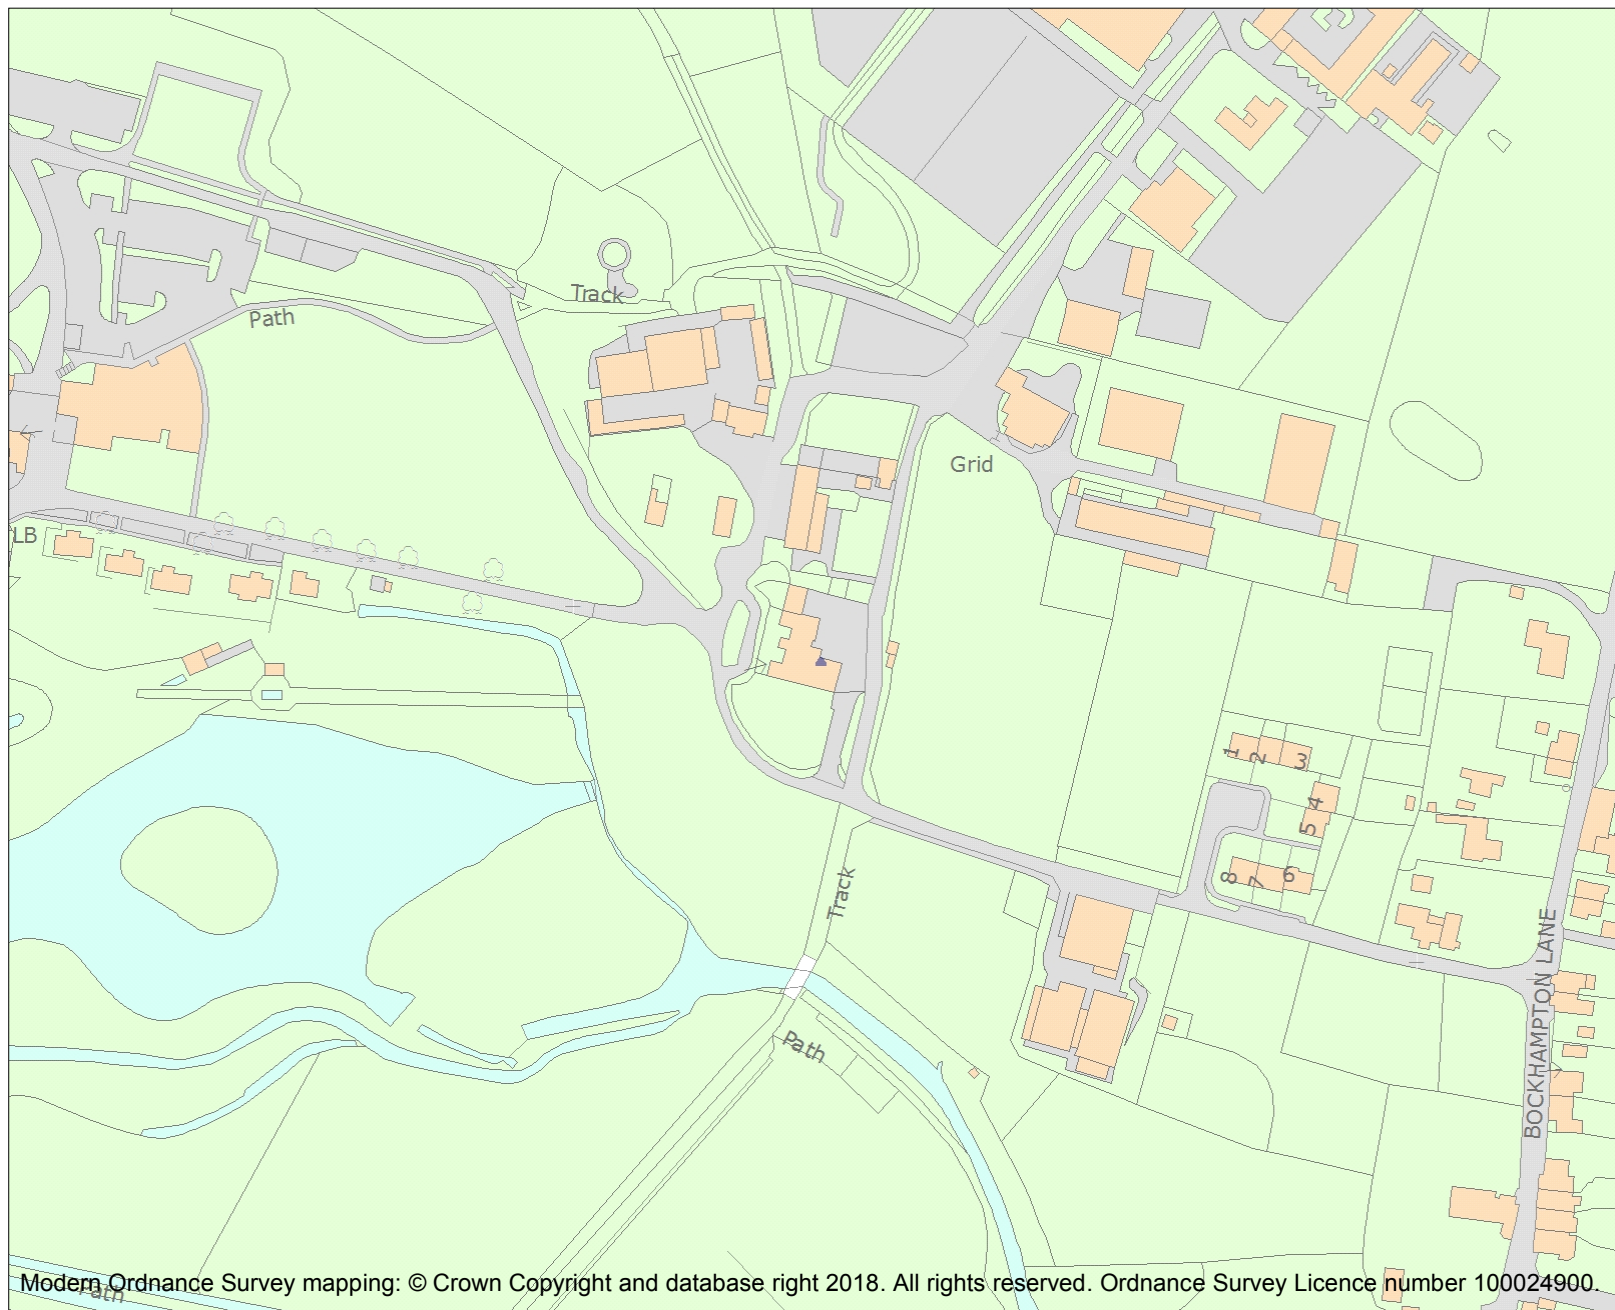 Track
Path
Grid
LB
1
2
3
4
5
8
7
6
Track
BOCKHAMPTON LANE
Path
Path
Modern Ordnance Survey mapping: © Crown Copyright and database right 2018. All rights reserved. Ordnance Survey Licence number 100024900.